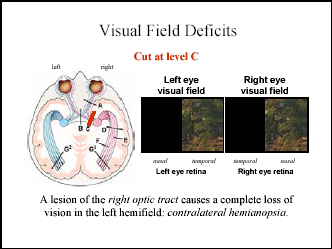 Visual Field Deficits
Cut at level C
left right
Left eye
visual field
Right eye
visual field
A
B
C
D
E
F
G¹
G²
nasal temporal temporal nasal
Left eye retina Right eye retina
A lesion of the right optic tract causes a complete loss of
vision in the left hemifield: contralateral hemianopsia.